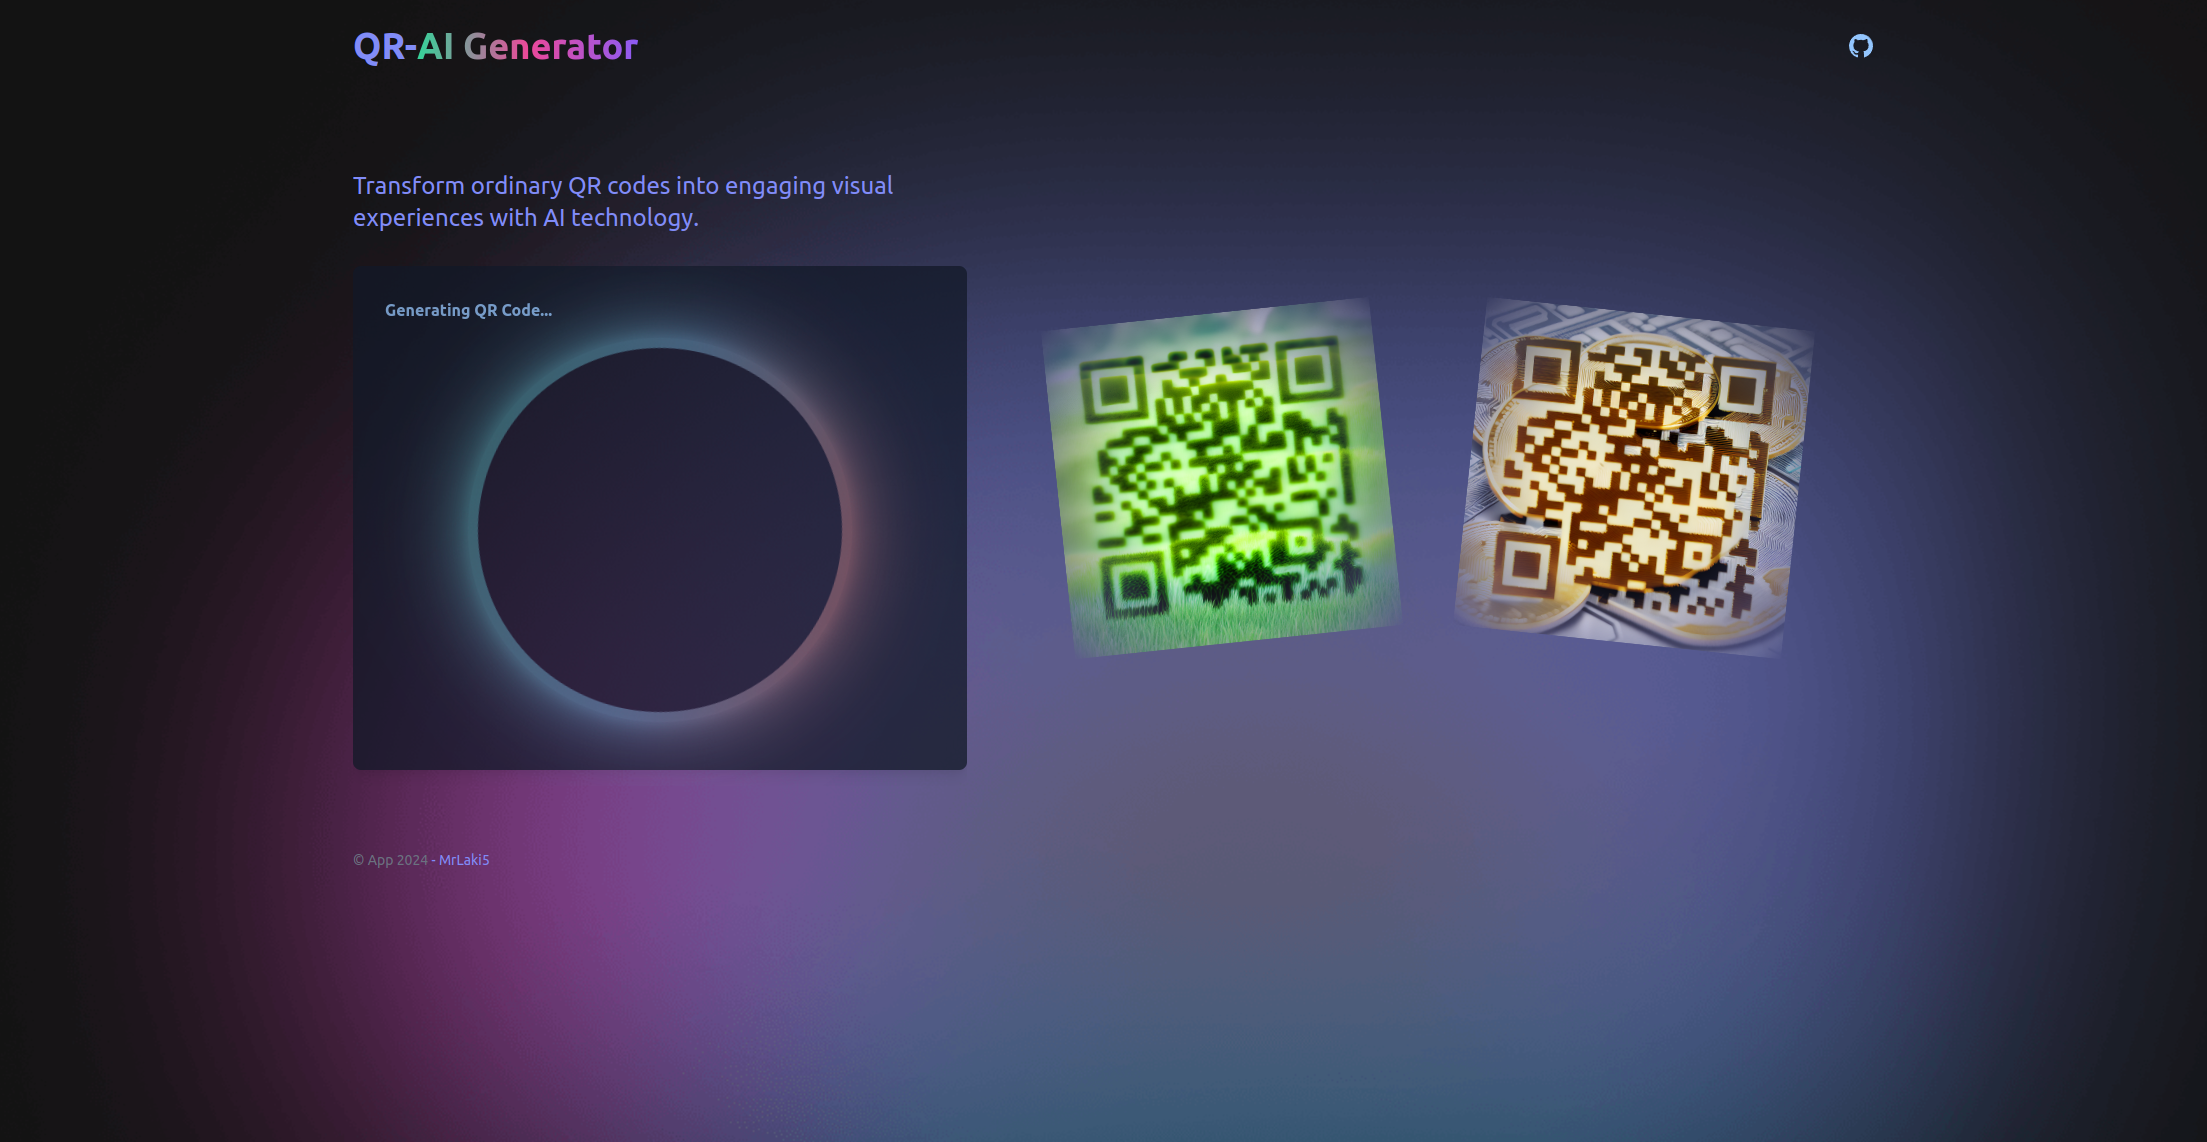 QR-AI Generator
Transform ordinary QR codes into engaging visual
experiences with AI technology.
Generating QR Code...
© App 2024 - MrLaki5